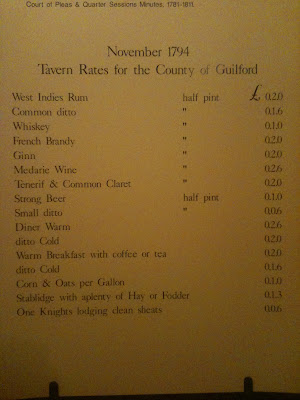 Court of Pleas & Quarter Sessions Minutes, 1781-1811.
November 1794
Tavern Rates for the County of Guilford
West Indies Rum half pint £ 0.2.0
Common ditto " 0.1.6
Whiskey " 0.1.0
French Brandy " 0.2.0
Ginn " 0.2.0
Medarie Wine " 0.2.6
Tenerif & Common Claret " 0.2.0
Strong Beer half pint 0.1.0
Small ditto " 0.0.6
Diner Warm 0.2.6
ditto Cold 0.2.0
Warm Breakfast with coffee or tea 0.2.0
ditto Cold 0.1.6
Corn & Oats per Gallon 0.1.0
Stablidge with aplenty of Hay or Fodder 0.1.3
One Knights lodging clean sheats 0.0.6